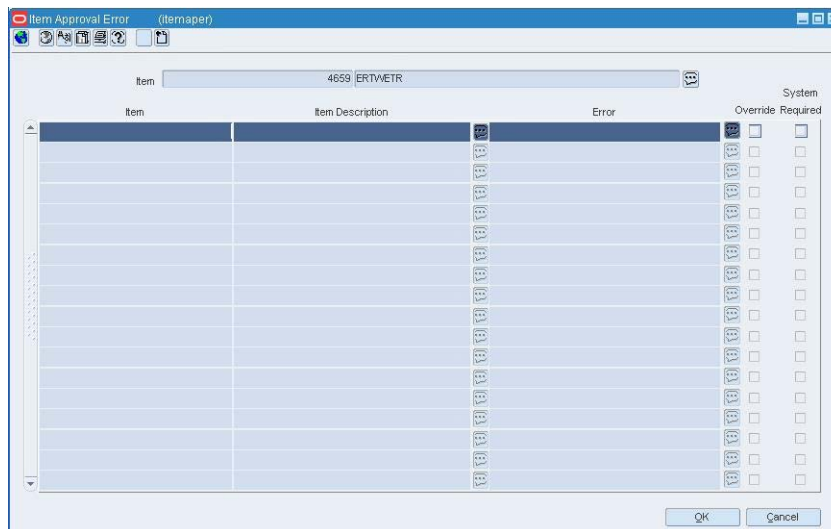 Item Approval Error (itemaper)
Item 4659 ERTWETR
System
Item Item Description Error Override Required
OK Cancel